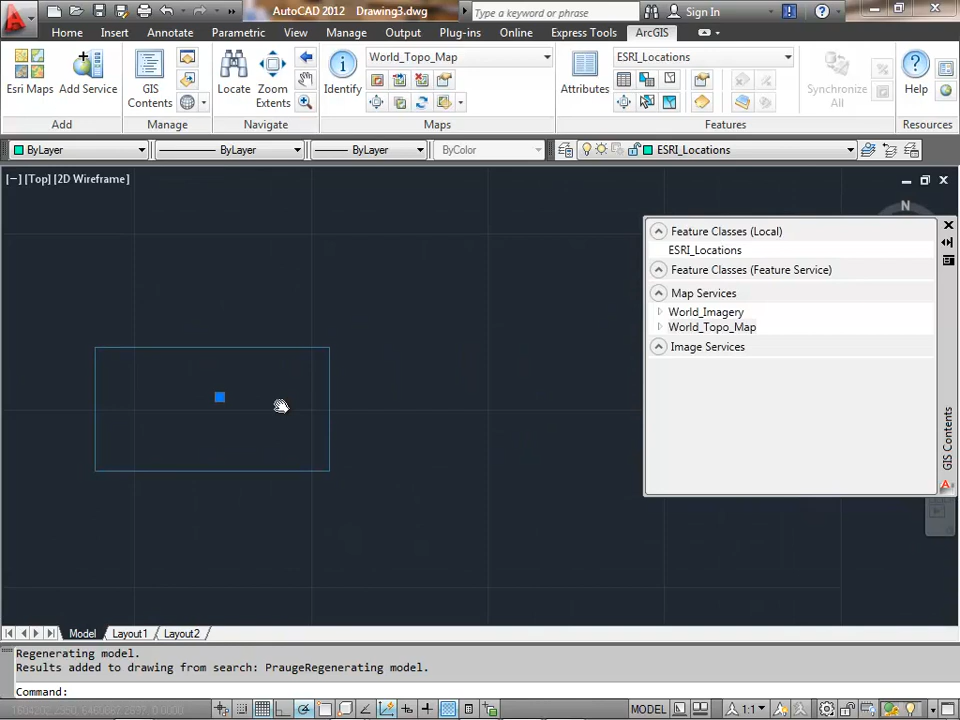 AutoCAD 2012 Drawing3.dwg
Type a keyword or phrase
Sign In
Home Insert Annotate Parametric View Manage Output Plug-ins Online Express Tools ArcGIS
World_Topo_Map
ESRI_Locations
Esri Maps
Add Service
GIS
Contents
Locate
Zoom
Extents
Identify
Attributes
Synchronize
All
Help
Add
Manage
Navigate
Maps
Features
Resources
ByLayer
ByLayer
ByLayer
ByColor
ESRI_Locations
[−] [Top] [2D Wireframe]
N
Feature Classes (Local)
ESRI_Locations
Feature Classes (Feature Service)
Map Services
World_Imagery
World_Topo_Map
Image Services
GIS Contents
Model Layout1 Layout2
Regenerating model.
Results added to drawing from search: PraugeRegenerating model.
Command:
MODEL
1:1